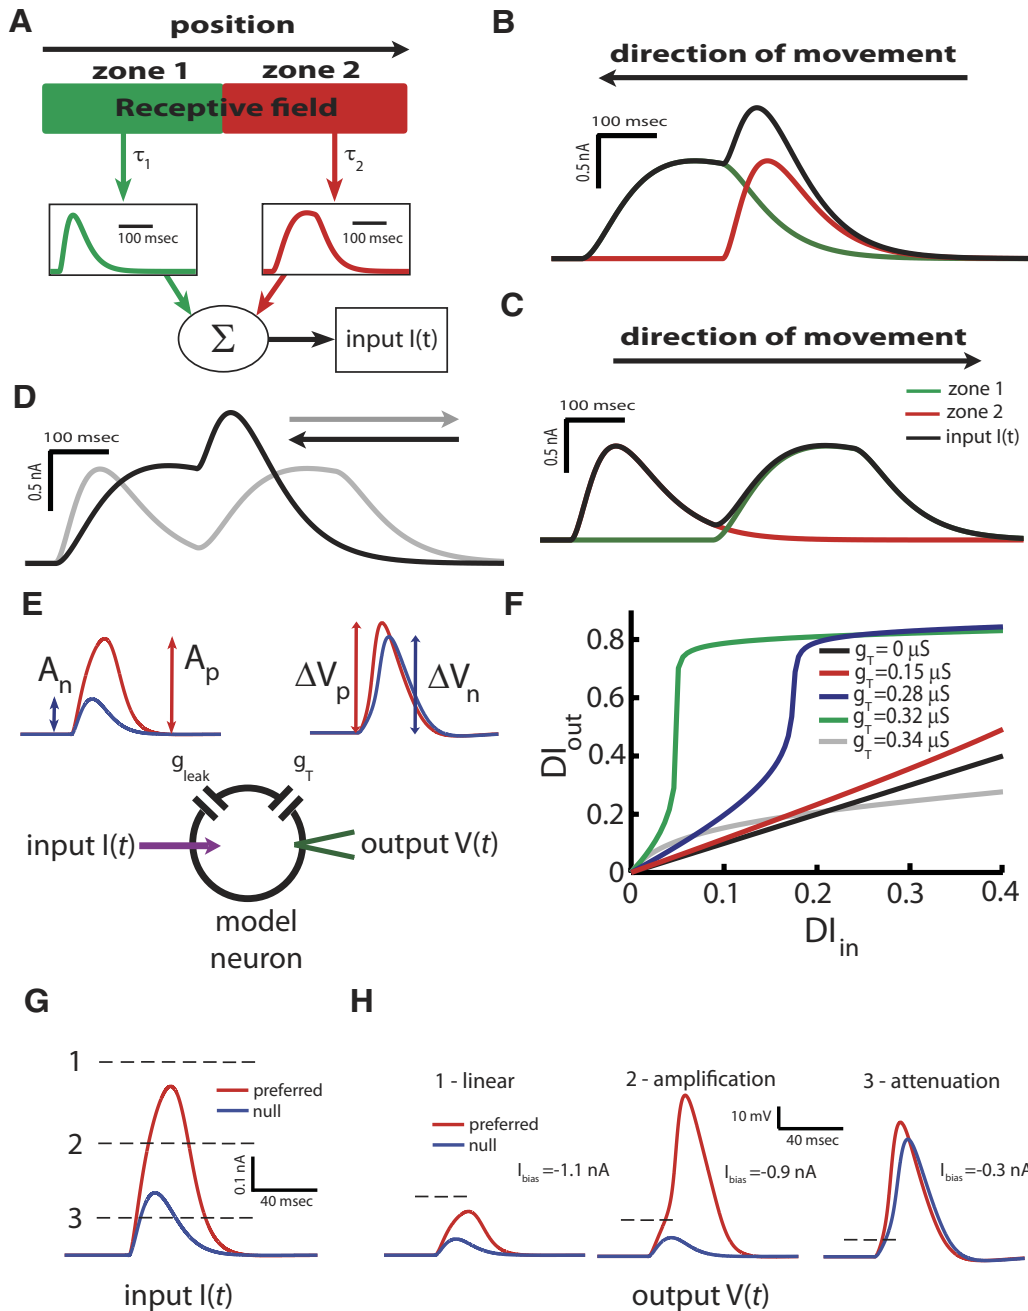 A
position
zone 1 zone 2
Receptive field
τ1
τ2
100 msec
100 msec
Σ
input I(t)
B
direction of movement
100 msec
0.5 nA
C
direction of movement
100 msec
0.5 nA
zone 1
zone 2
input I(t)
D
100 msec
0.5 nA
E
An
Ap
ΔVp
ΔVn
gleak
gT
input I(t)
output V(t)
model
neuron
F
DIout
0.8
0.6
0.4
0.2
0
0 0.1 0.2 0.3 0.4
DIin
gT= 0 μS
gT=0.15 μS
gT=0.28 μS
gT=0.32 μS
gT=0.34 μS
G
1
2
3
preferred
null
0.1 nA
40 msec
input I(t)
H
1 - linear
preferred
null
Ibias=-1.1 nA
2 - amplification
10 mV
40 msec
Ibias=-0.9 nA
3 - attenuation
Ibias=-0.3 nA
output V(t)